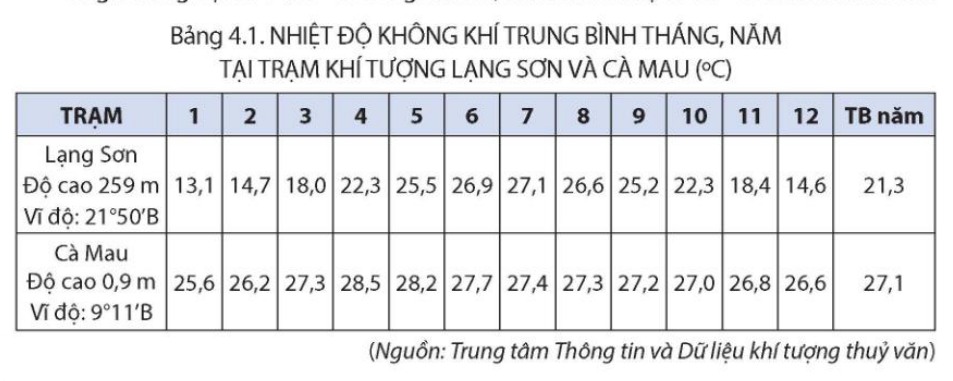 Bảng 4.1. NHIỆT ĐỘ KHÔNG KHÍ TRUNG BÌNH THÁNG, NĂM
TẠI TRẠM KHÍ TƯỢNG LẠNG SƠN VÀ CÀ MAU (ºC)
TRẠM 1 2 3 4 5 6 7 8 9 10 11 12 TB năm
Lạng Sơn
Độ cao 259 m 13,1 14,7 18,0 22,3 25,5 26,9 27,1 26,6 25,2 22,3 18,4 14,6 21,3
Vĩ độ: 21°50'B
Cà Mau
Độ cao 0,9 m 25,6 26,2 27,3 28,5 28,2 27,7 27,4 27,3 27,2 27,0 26,8 26,6 27,1
Vĩ độ: 9°11'B
(Nguồn: Trung tâm Thông tin và Dữ liệu khí tượng thuỷ văn)